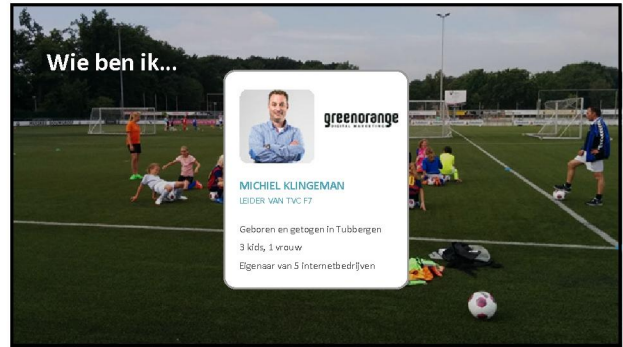 Wie ben ik...
greenorange
DIGITAL MARKETING
MICHIEL KLINGEMAN
LEIDER VAN TVC F7
Geboren en getogen in Tubbergen
3 kids, 1 vrouw
Eigenaar van 5 internetbedrijven